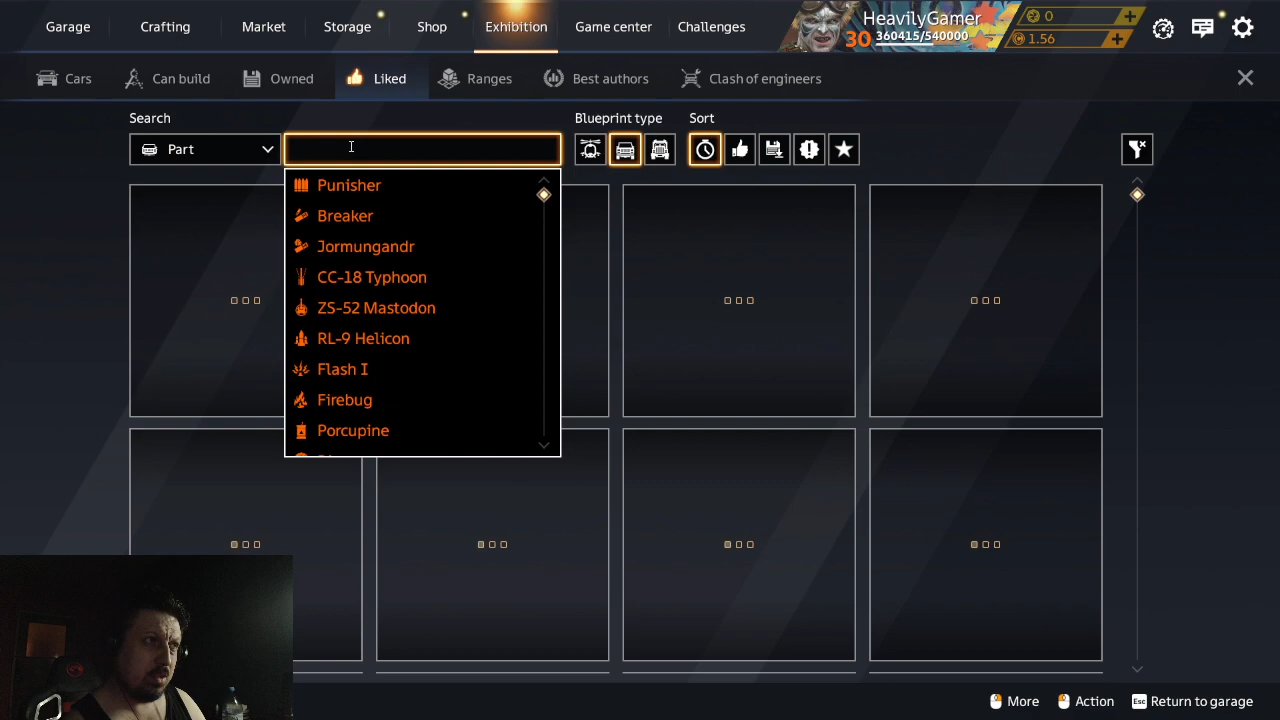 Garage Crafting Market Storage Shop Exhibition Game center Challenges
HeavilyGamer
30 360415/540000
0
1.56
Cars Can build Owned Liked Ranges Best authors Clash of engineers
Search Blueprint type Sort
Part
Punisher
Breaker
Jormungandr
CC-18 Typhoon
ZS-52 Mastodon
RL-9 Helicon
Flash I
Firebug
Porcupine
More Action Esc Return to garage